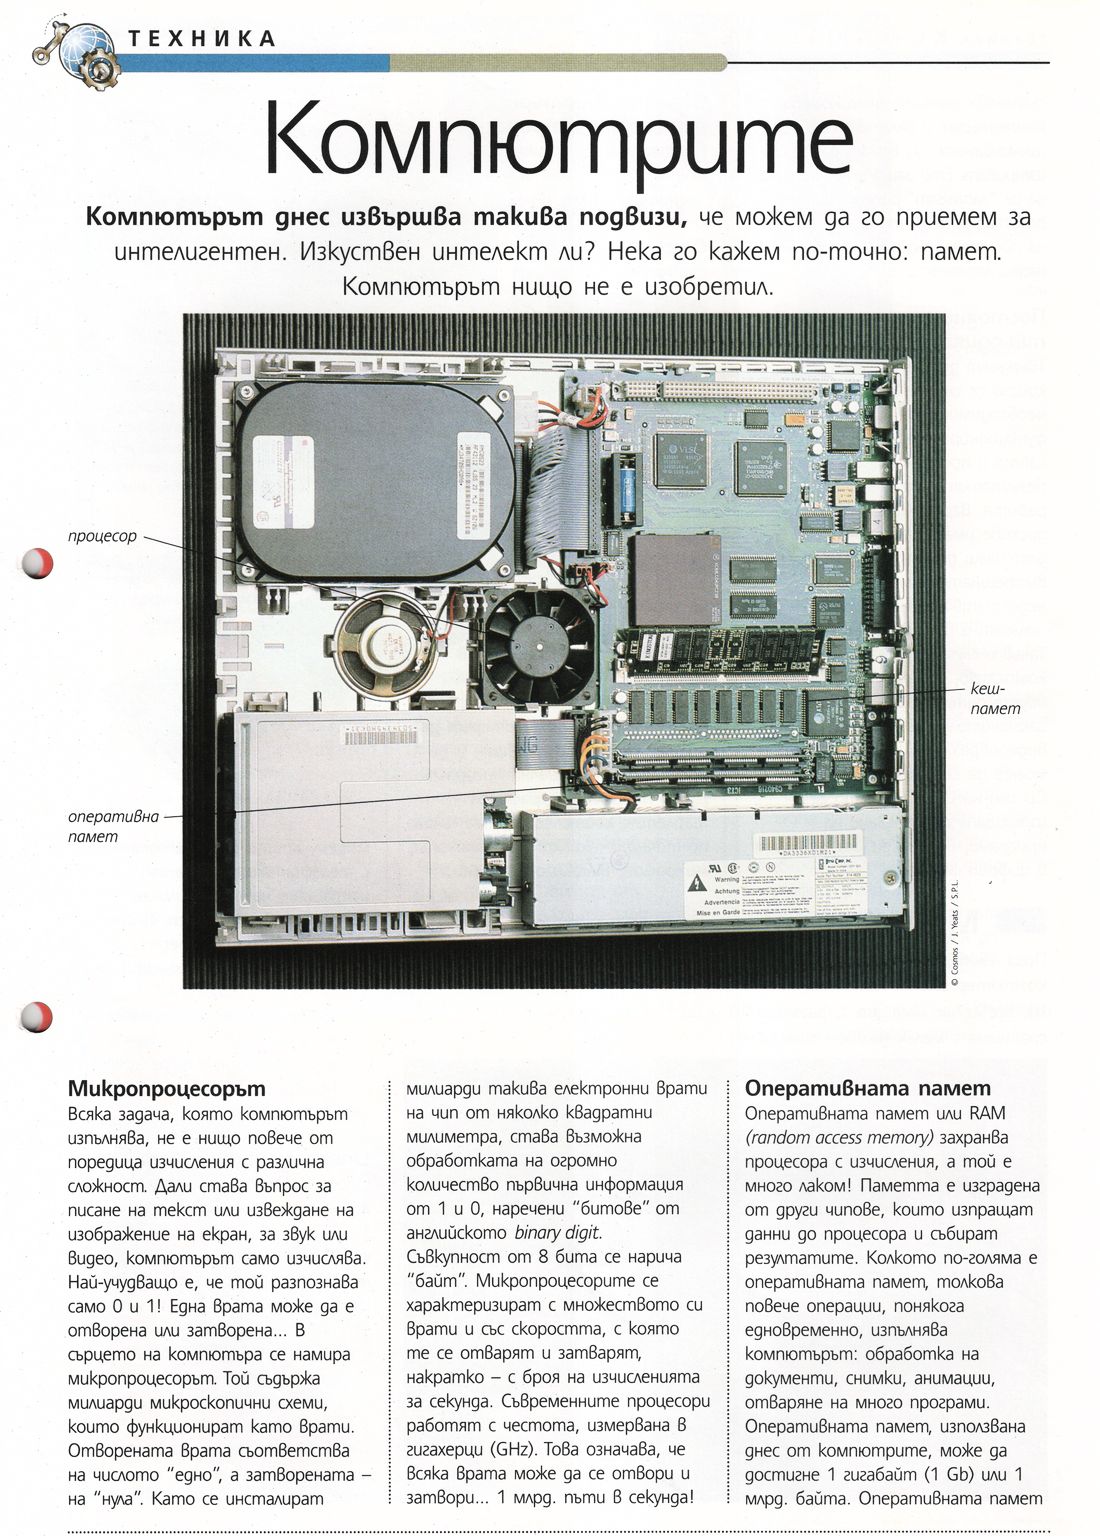 ТЕХНИКА
Компютрите
Компютърът днес извършва такива подвизи, че можем да го приемем за
интелигентен. Изкуствен интелект ли? Нека го кажем по-точно: памет.
Компютърът нищо не е изобретил.
процесор
кеш-
памет
оперативна
памет
Warning
Achtung
Advertencia
Mise en Garde
© Cosmos / J. Yeats / S.P.L.
Микропроцесорът
Всяка задача, която компютърът
изпълнява, не е нищо повече от
поредица изчисления с различна
сложност. Дали става въпрос за
писане на текст или извеждане на
изображение на екран, за звук или
видео, компютърът само изчислява.
Най-учудващо е, че той разпознава
само 0 и 1! Една врата може да е
отворена или затворена... В
сърцето на компютъра се намира
микропроцесорът. Той съдържа
милиарди микроскопични схеми,
които функционират като врати.
Отворената врата съответства
на числото “едно”, а затворената –
на “нула”. Като се инсталират
милиарди такива електронни врати
на чип от няколко квадратни
милиметра, става възможна
обработката на огромно
количество първична информация
от 1 и 0, наречени “битове” от
английското binary digit.
Съвкупност от 8 бита се нарича
“байт”. Микропроцесорите се
характеризират с множеството си
врати и със скоростта, с която
те се отварят и затварят,
накратко – с броя на изчисленията
за секунда. Съвременните процесори
работят с честота, измервана в
гигахерци (GHz). Това означава, че
всяка врата може да се отвори и
затвори... 1 млрд. пъти в секунда!
Оперативната памет
Оперативната памет или RAM
(random access memory) захранва
процесора с изчисления, а той е
много лаком! Паметта е изградена
от други чипове, които изпращат
данни до процесора и събират
резултатите. Колкото по-голяма е
оперативната памет, толкова
повече операции, понякога
едновременно, изпълнява
компютърът: обработка на
документи, снимки, анимации,
отваряне на много програми.
Оперативната памет, използвана
днес от компютрите, може да
достигне 1 гигабайт (1 Gb) или 1
млрд. байта. Оперативната памет